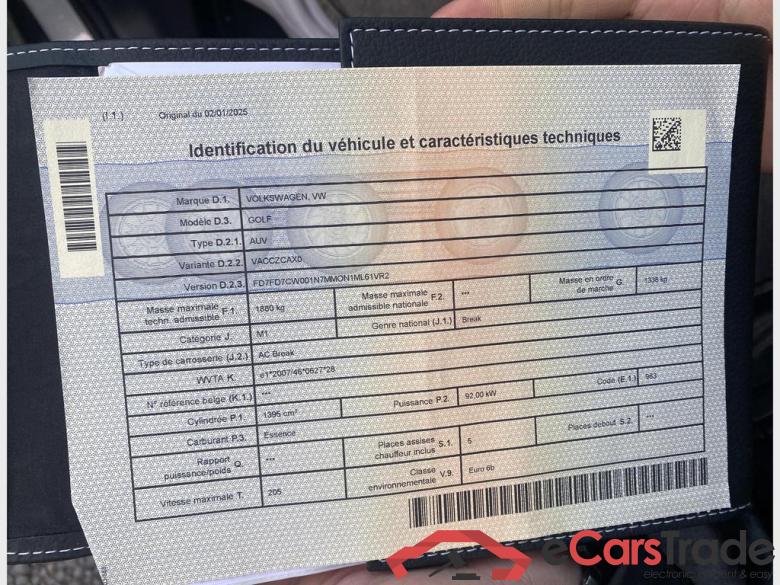 (I.1.) Original du 02/01/2025
Identification du véhicule et caractéristiques techniques
Marque D.1. VOLKSWAGEN, VW
Modèle D.3. GOLF
Type D.2.1. AUV
Variante D.2.2. VACCZCAX0
Version D.2.3. FD7FD7CW001N7MMON1ML61VR2
Masse maximale techn. admissible F.1. 1880 kg Masse maximale admissible nationale F.2. --- Masse en ordre de marche G. 1338 kg
Catégorie J. M1 Genre national (J.1.) Break
Type de carrosserie (J.2.) AC Break
WVTA K. e1*2007/46*0627*28
N° référence belge (K.1.) ---
Cylindrée P.1. 1395 cm³ Puissance P.2. 92,00 kW Code (E.1.) 963
Carburant P.3. Essence
Rapport puissance/poids Q. --- Places assises chauffeur inclus S.1. 5 Places debout S.2. ---
Vitesse maximale T. 205 Classe environnementale V.9. Euro 6b
eCarsTrade
electronic, efficient & easy